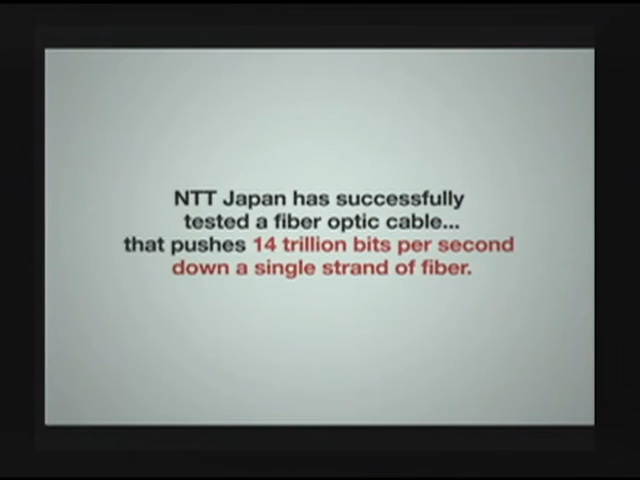 NTT Japan has successfully
tested a fiber optic cable...
that pushes 14 trillion bits per second
down a single strand of fiber.